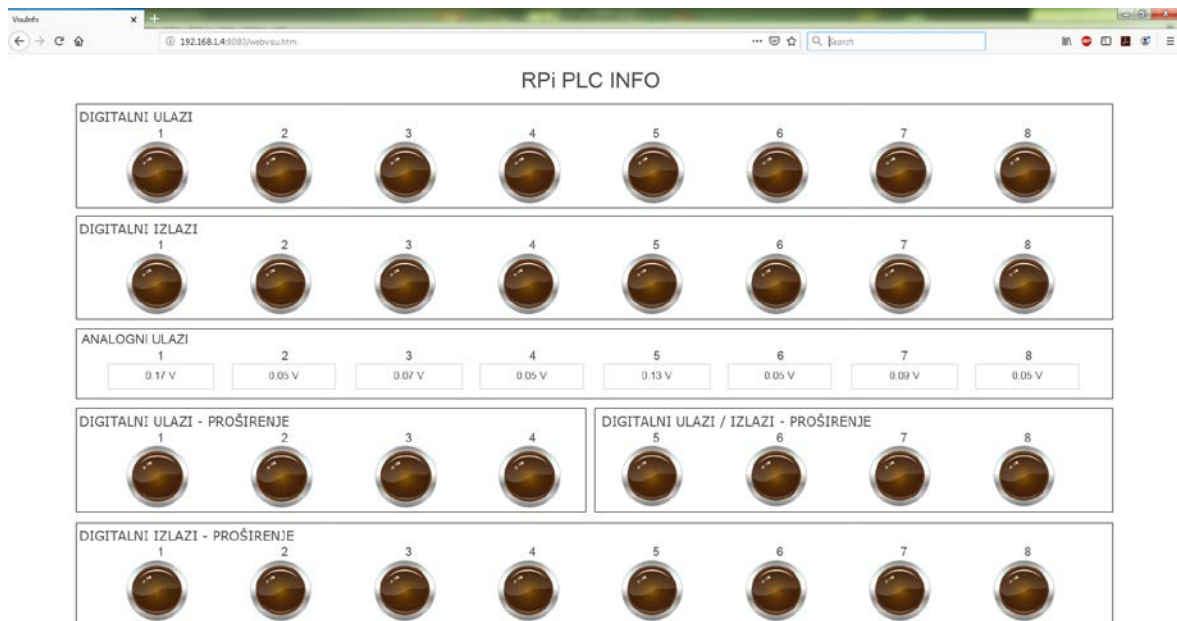 VisuInfo
192.168.1.4:8080/webvisu.htm
Search
RPi PLC INFO
DIGITALNI ULAZI
1 2 3 4 5 6 7 8
DIGITALNI IZLAZI
1 2 3 4 5 6 7 8
ANALOGNI ULAZI
1 2 3 4 5 6 7 8
0.17 V 0.05 V 0.07 V 0.05 V 0.13 V 0.05 V 0.09 V 0.05 V
DIGITALNI ULAZI - PROŠIRENJE
1 2 3 4
DIGITALNI ULAZI / IZLAZI - PROŠIRENJE
5 6 7 8
DIGITALNI IZLAZI - PROŠIRENJE
1 2 3 4 5 6 7 8